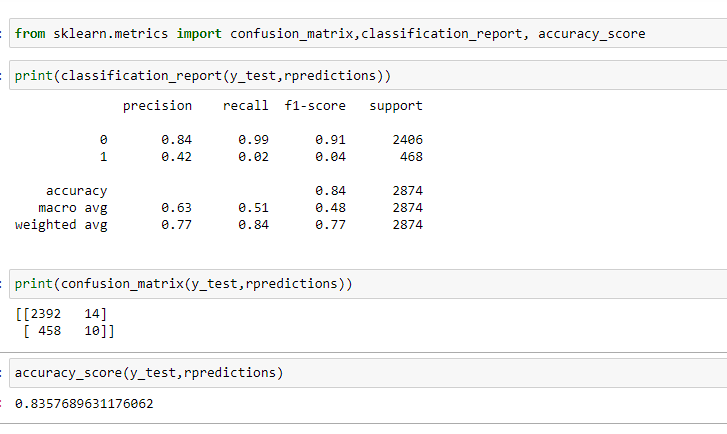 from sklearn.metrics import confusion_matrix,classification_report, accuracy_score
print(classification_report(y_test,rpredictions))
precision recall f1-score support
0 0.84 0.99 0.91 2406
1 0.42 0.02 0.04 468
accuracy 0.84 2874
macro avg 0.63 0.51 0.48 2874
weighted avg 0.77 0.84 0.77 2874
print(confusion_matrix(y_test,rpredictions))
[[2392 14]
[ 458 10]]
accuracy_score(y_test,rpredictions)
0.8357689631176062